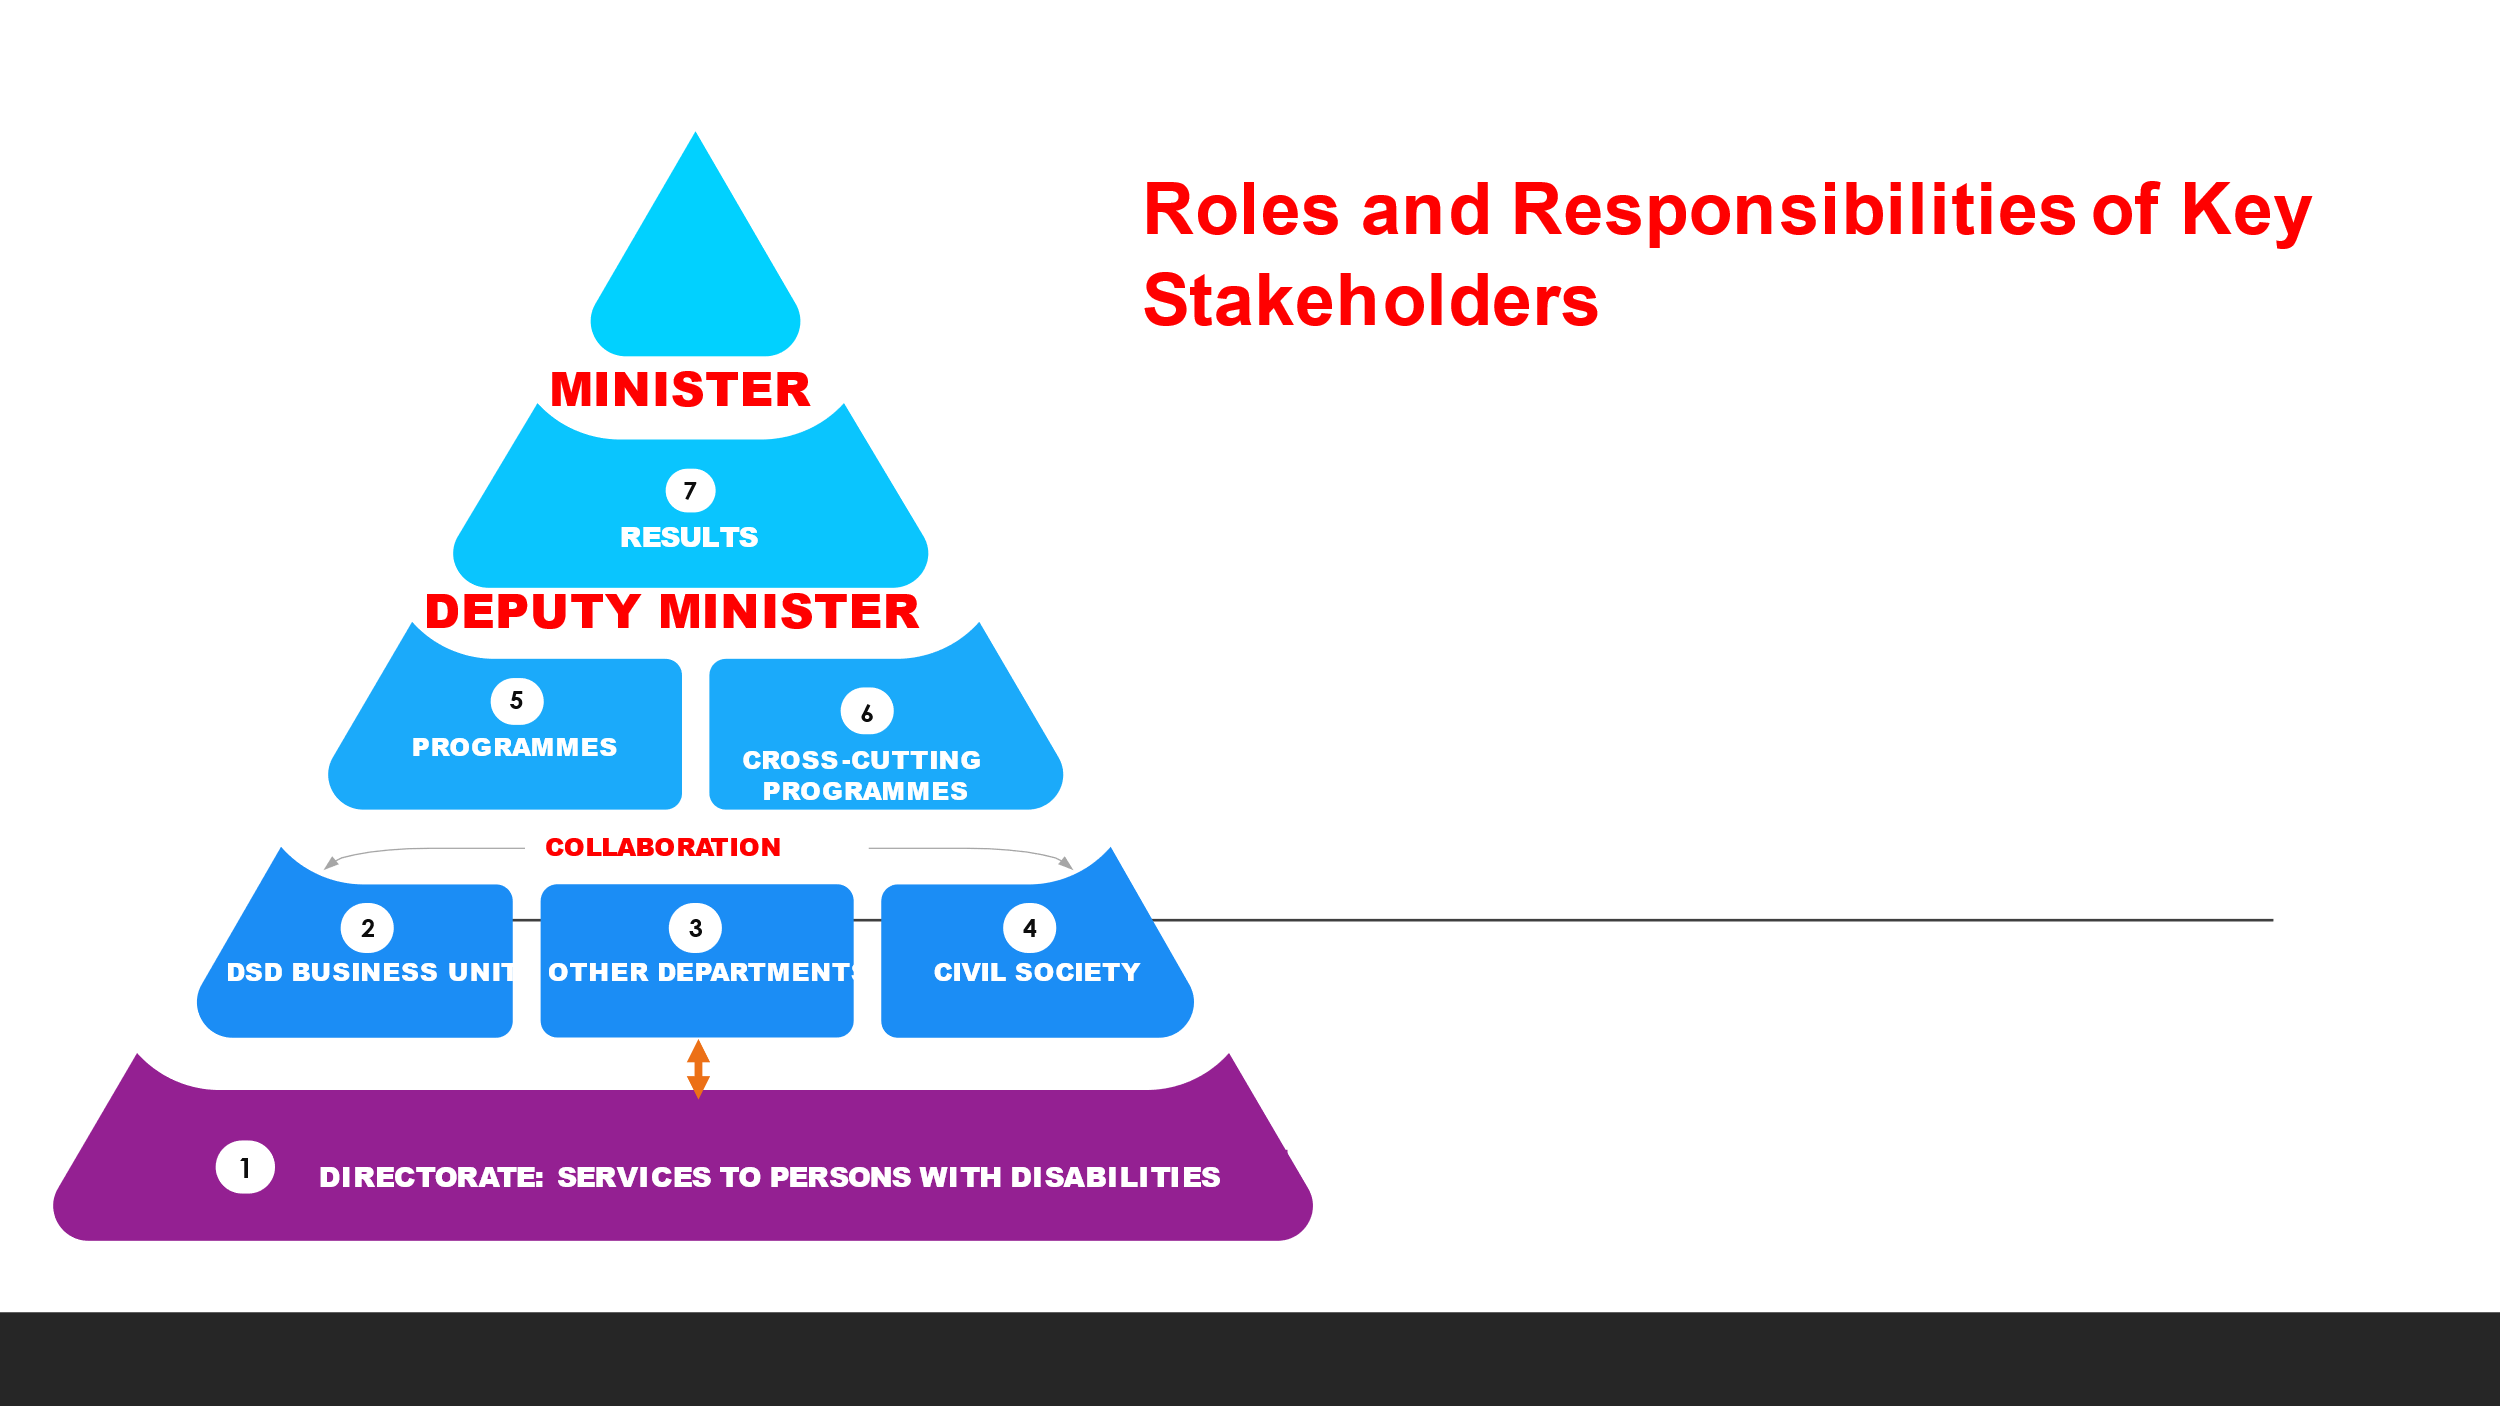 Roles and Responsibilities of Key
Stakeholders
MINISTER
7
RESULTS
DEPUTY MINISTER
5
PROGRAMMES
6
CROSS-CUTTING
PROGRAMMES
COLLABORATION
2
DSD BUSINESS UNIT
3
OTHER DEPARTMENTS
4
CIVIL SOCIETY
1
DIRECTORATE: SERVICES TO PERSONS WITH DISABILITIES